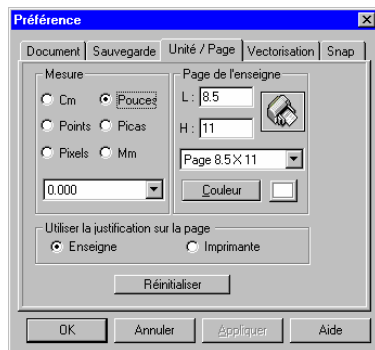 Préférence
Document Sauvegarde Unité / Page Vectorisation Snap
Mesure
Cm Pouces
Points Picas
Pixels Mm
0.000
Page de l'enseigne
L : 8.5
H : 11
Page 8.5 X 11
Couleur
Utiliser la justification sur la page
Enseigne Imprimante
Réinitialiser
OK Annuler Appliquer Aide